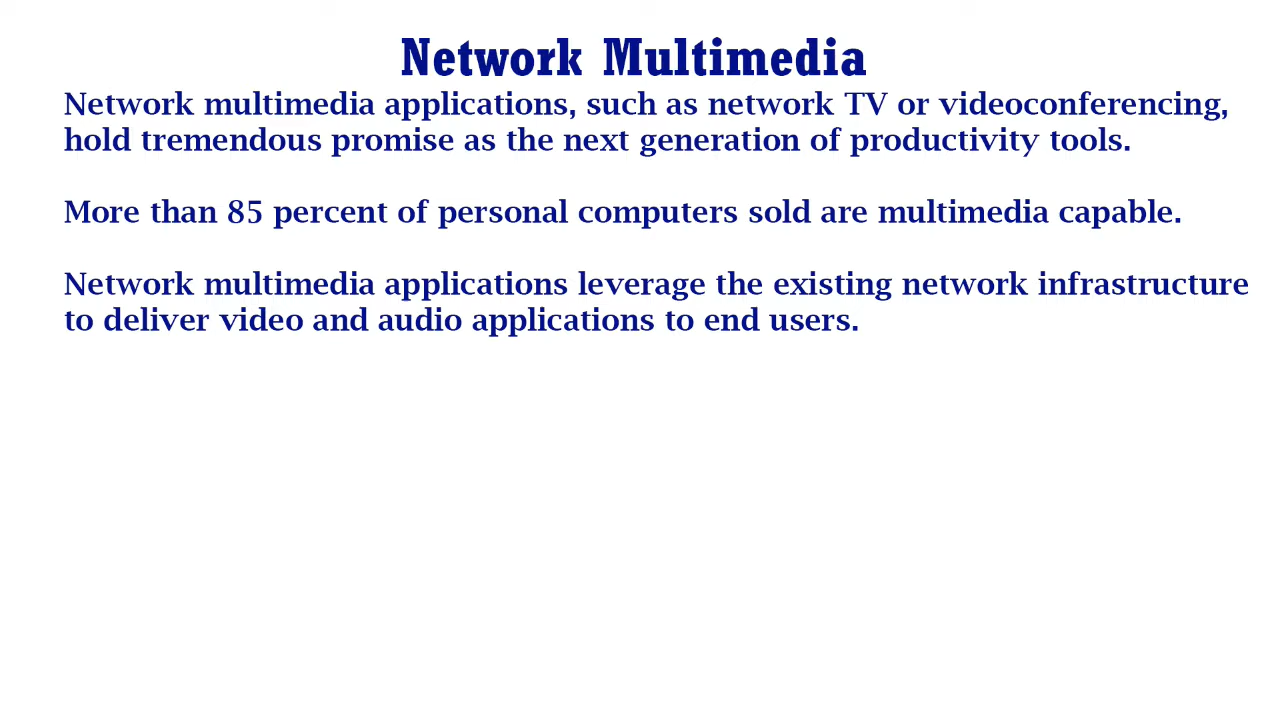 Network Multimedia
Network multimedia applications, such as network TV or videoconferencing,
hold tremendous promise as the next generation of productivity tools.
More than 85 percent of personal computers sold are multimedia capable.
Network multimedia applications leverage the existing network infrastructure
to deliver video and audio applications to end users.